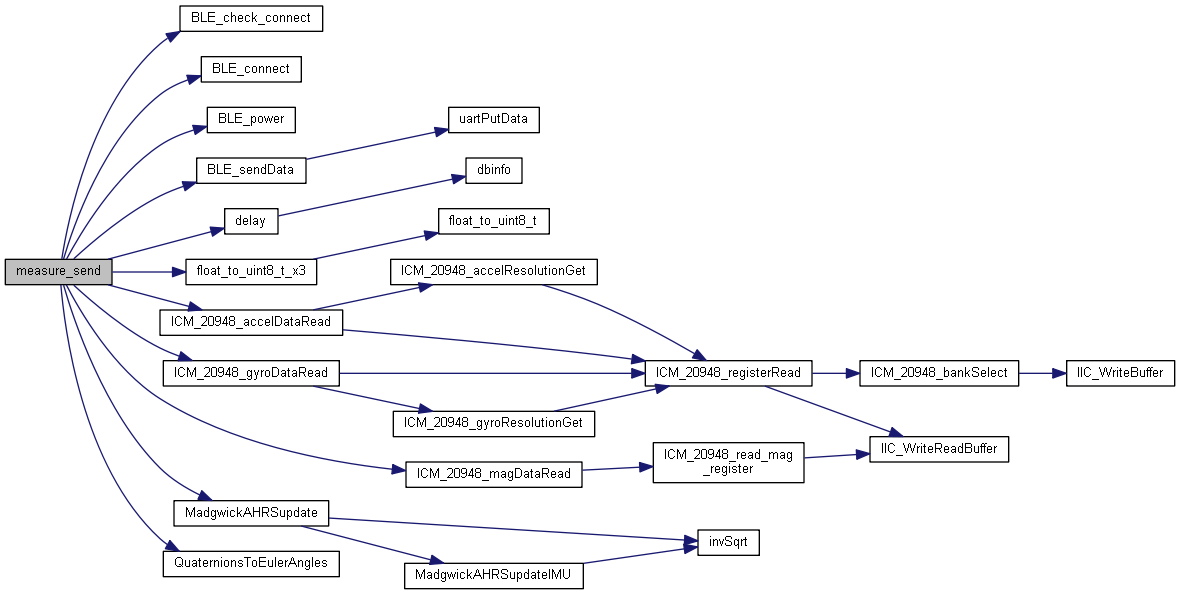 BLE_check_connect
BLE_connect
BLE_power
uartPutData
BLE_sendData
dbinfo
delay
float_to_uint8_t
measure_send
float_to_uint8_t_x3
ICM_20948_accelResolutionGet
ICM_20948_accelDataRead
ICM_20948_gyroDataRead
ICM_20948_registerRead
ICM_20948_bankSelect
IIC_WriteBuffer
ICM_20948_gyroResolutionGet
IIC_WriteReadBuffer
ICM_20948_read_mag
_register
ICM_20948_magDataRead
MadgwickAHRSupdate
invSqrt
QuaternionsToEulerAngles
MadgwickAHRSupdateIMU